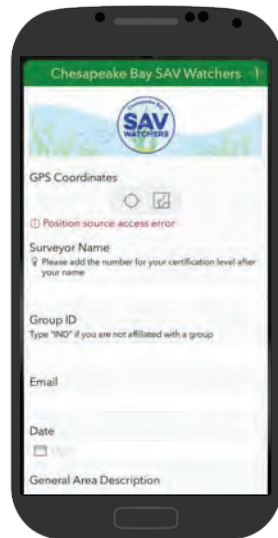 Chesapeake Bay SAV Watchers
Chesapeake Bay
SAV
WATCHERS
GPS Coordinates
Position source access error
Surveyor Name
Please add the number for your certification level after
your name
Group ID
Type "IND" if you are not affiliated with a group
Email
Date
General Area Description